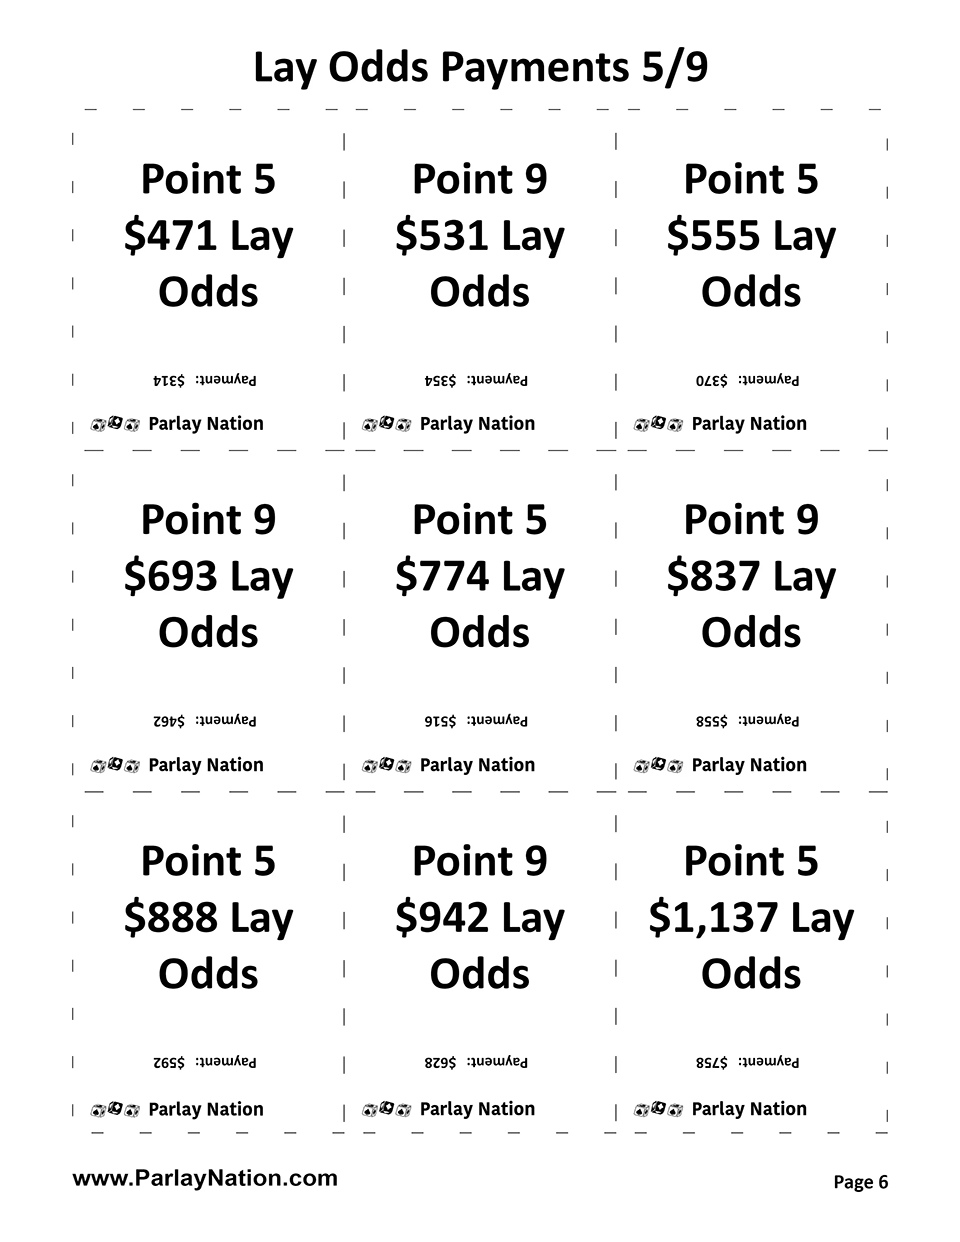 Lay Odds Payments 5/9
Point 5
$471 Lay
Odds
Payment: $314
Parlay Nation
Point 9
$531 Lay
Odds
Payment: $354
Parlay Nation
Point 5
$555 Lay
Odds
Payment: $370
Parlay Nation
Point 9
$693 Lay
Odds
Payment: $462
Parlay Nation
Point 5
$774 Lay
Odds
Payment: $516
Parlay Nation
Point 9
$837 Lay
Odds
Payment: $558
Parlay Nation
Point 5
$888 Lay
Odds
Payment: $592
Parlay Nation
Point 9
$942 Lay
Odds
Payment: $628
Parlay Nation
Point 5
$1,137 Lay
Odds
Payment: $758
Parlay Nation
www.ParlayNation.com
Page 6